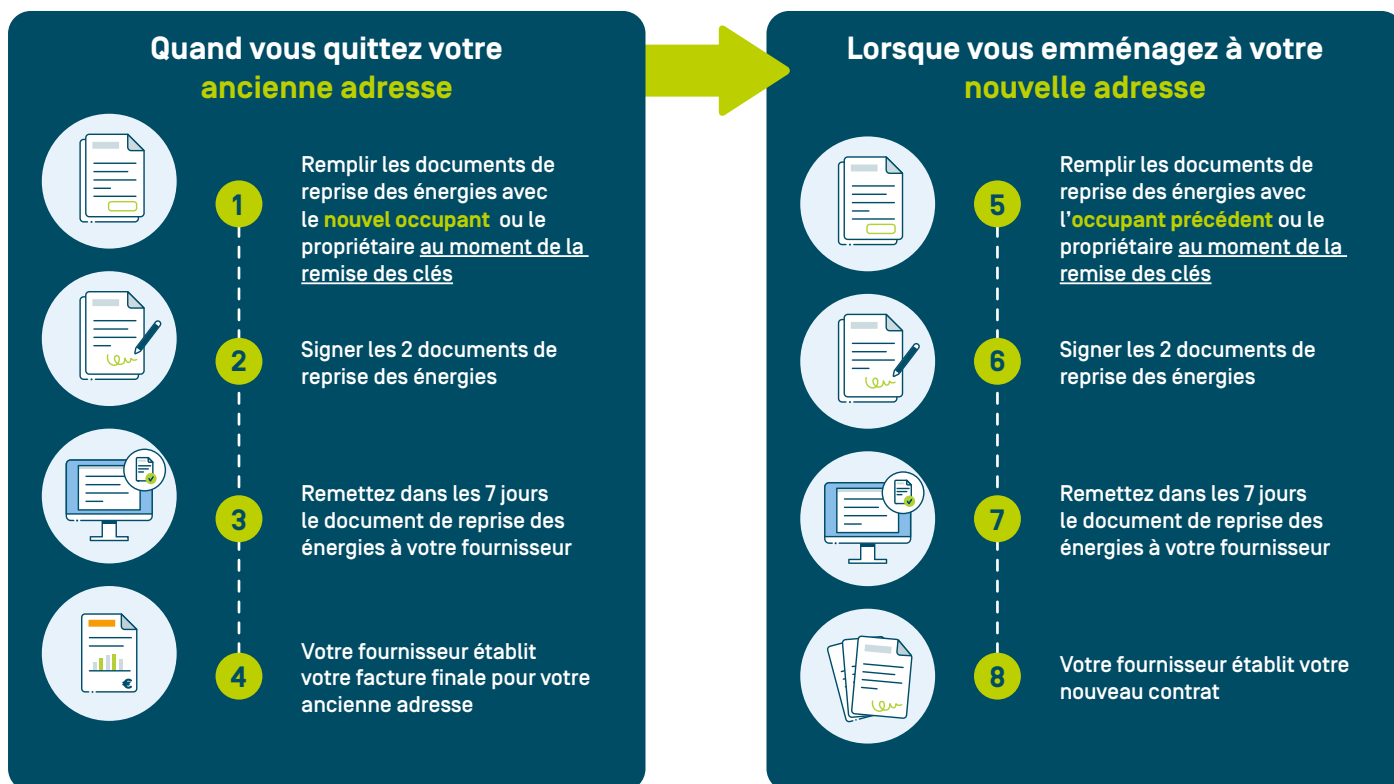 Quand vous quittez votre
ancienne adresse
1
Remplir les documents de
reprise des énergies avec
le nouvel occupant ou le
propriétaire au moment de la
remise des clés
2
Signer les 2 documents de
reprise des énergies
3
Remettez dans les 7 jours
le document de reprise des
énergies à votre fournisseur
€
4
Votre fournisseur établit
votre facture finale pour votre
ancienne adresse
Lorsque vous emménagez à votre
nouvelle adresse
5
Remplir les documents de
reprise des énergies avec
l'occupant précédent ou le
propriétaire au moment de la
remise des clés
6
Signer les 2 documents de
reprise des énergies
7
Remettez dans les 7 jours
le document de reprise des
énergies à votre fournisseur
8
Votre fournisseur établit votre
nouveau contrat